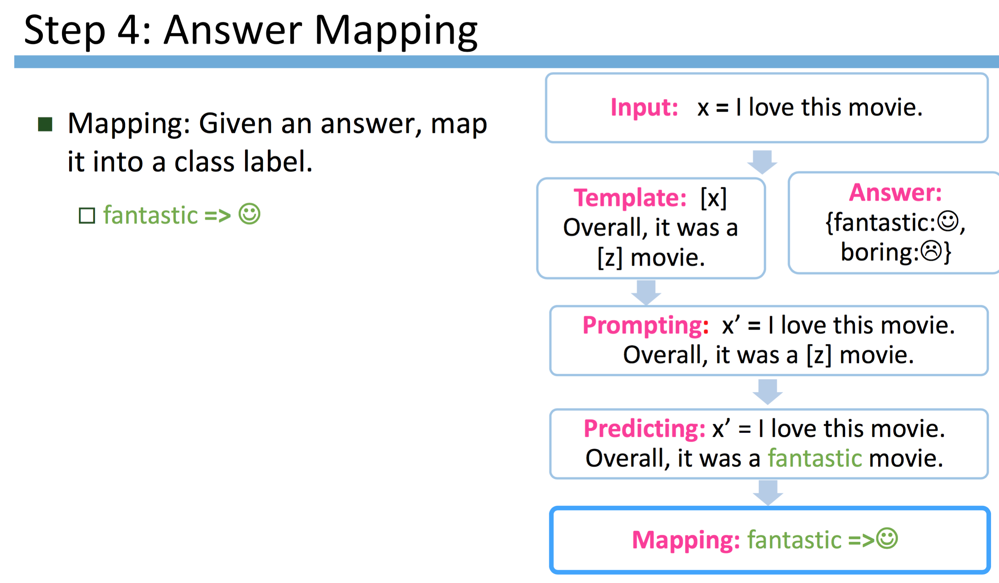 Step 4: Answer Mapping
■ Mapping: Given an answer, map
it into a class label.
□ fantastic => ☺
Input: x = I love this movie.
Template: [x]
Overall, it was a
[z] movie.
Answer:
{fantastic:☺,
boring:☹}
Prompting: x’ = I love this movie.
Overall, it was a [z] movie.
Predicting: x’ = I love this movie.
Overall, it was a fantastic movie.
Mapping: fantastic =>☺